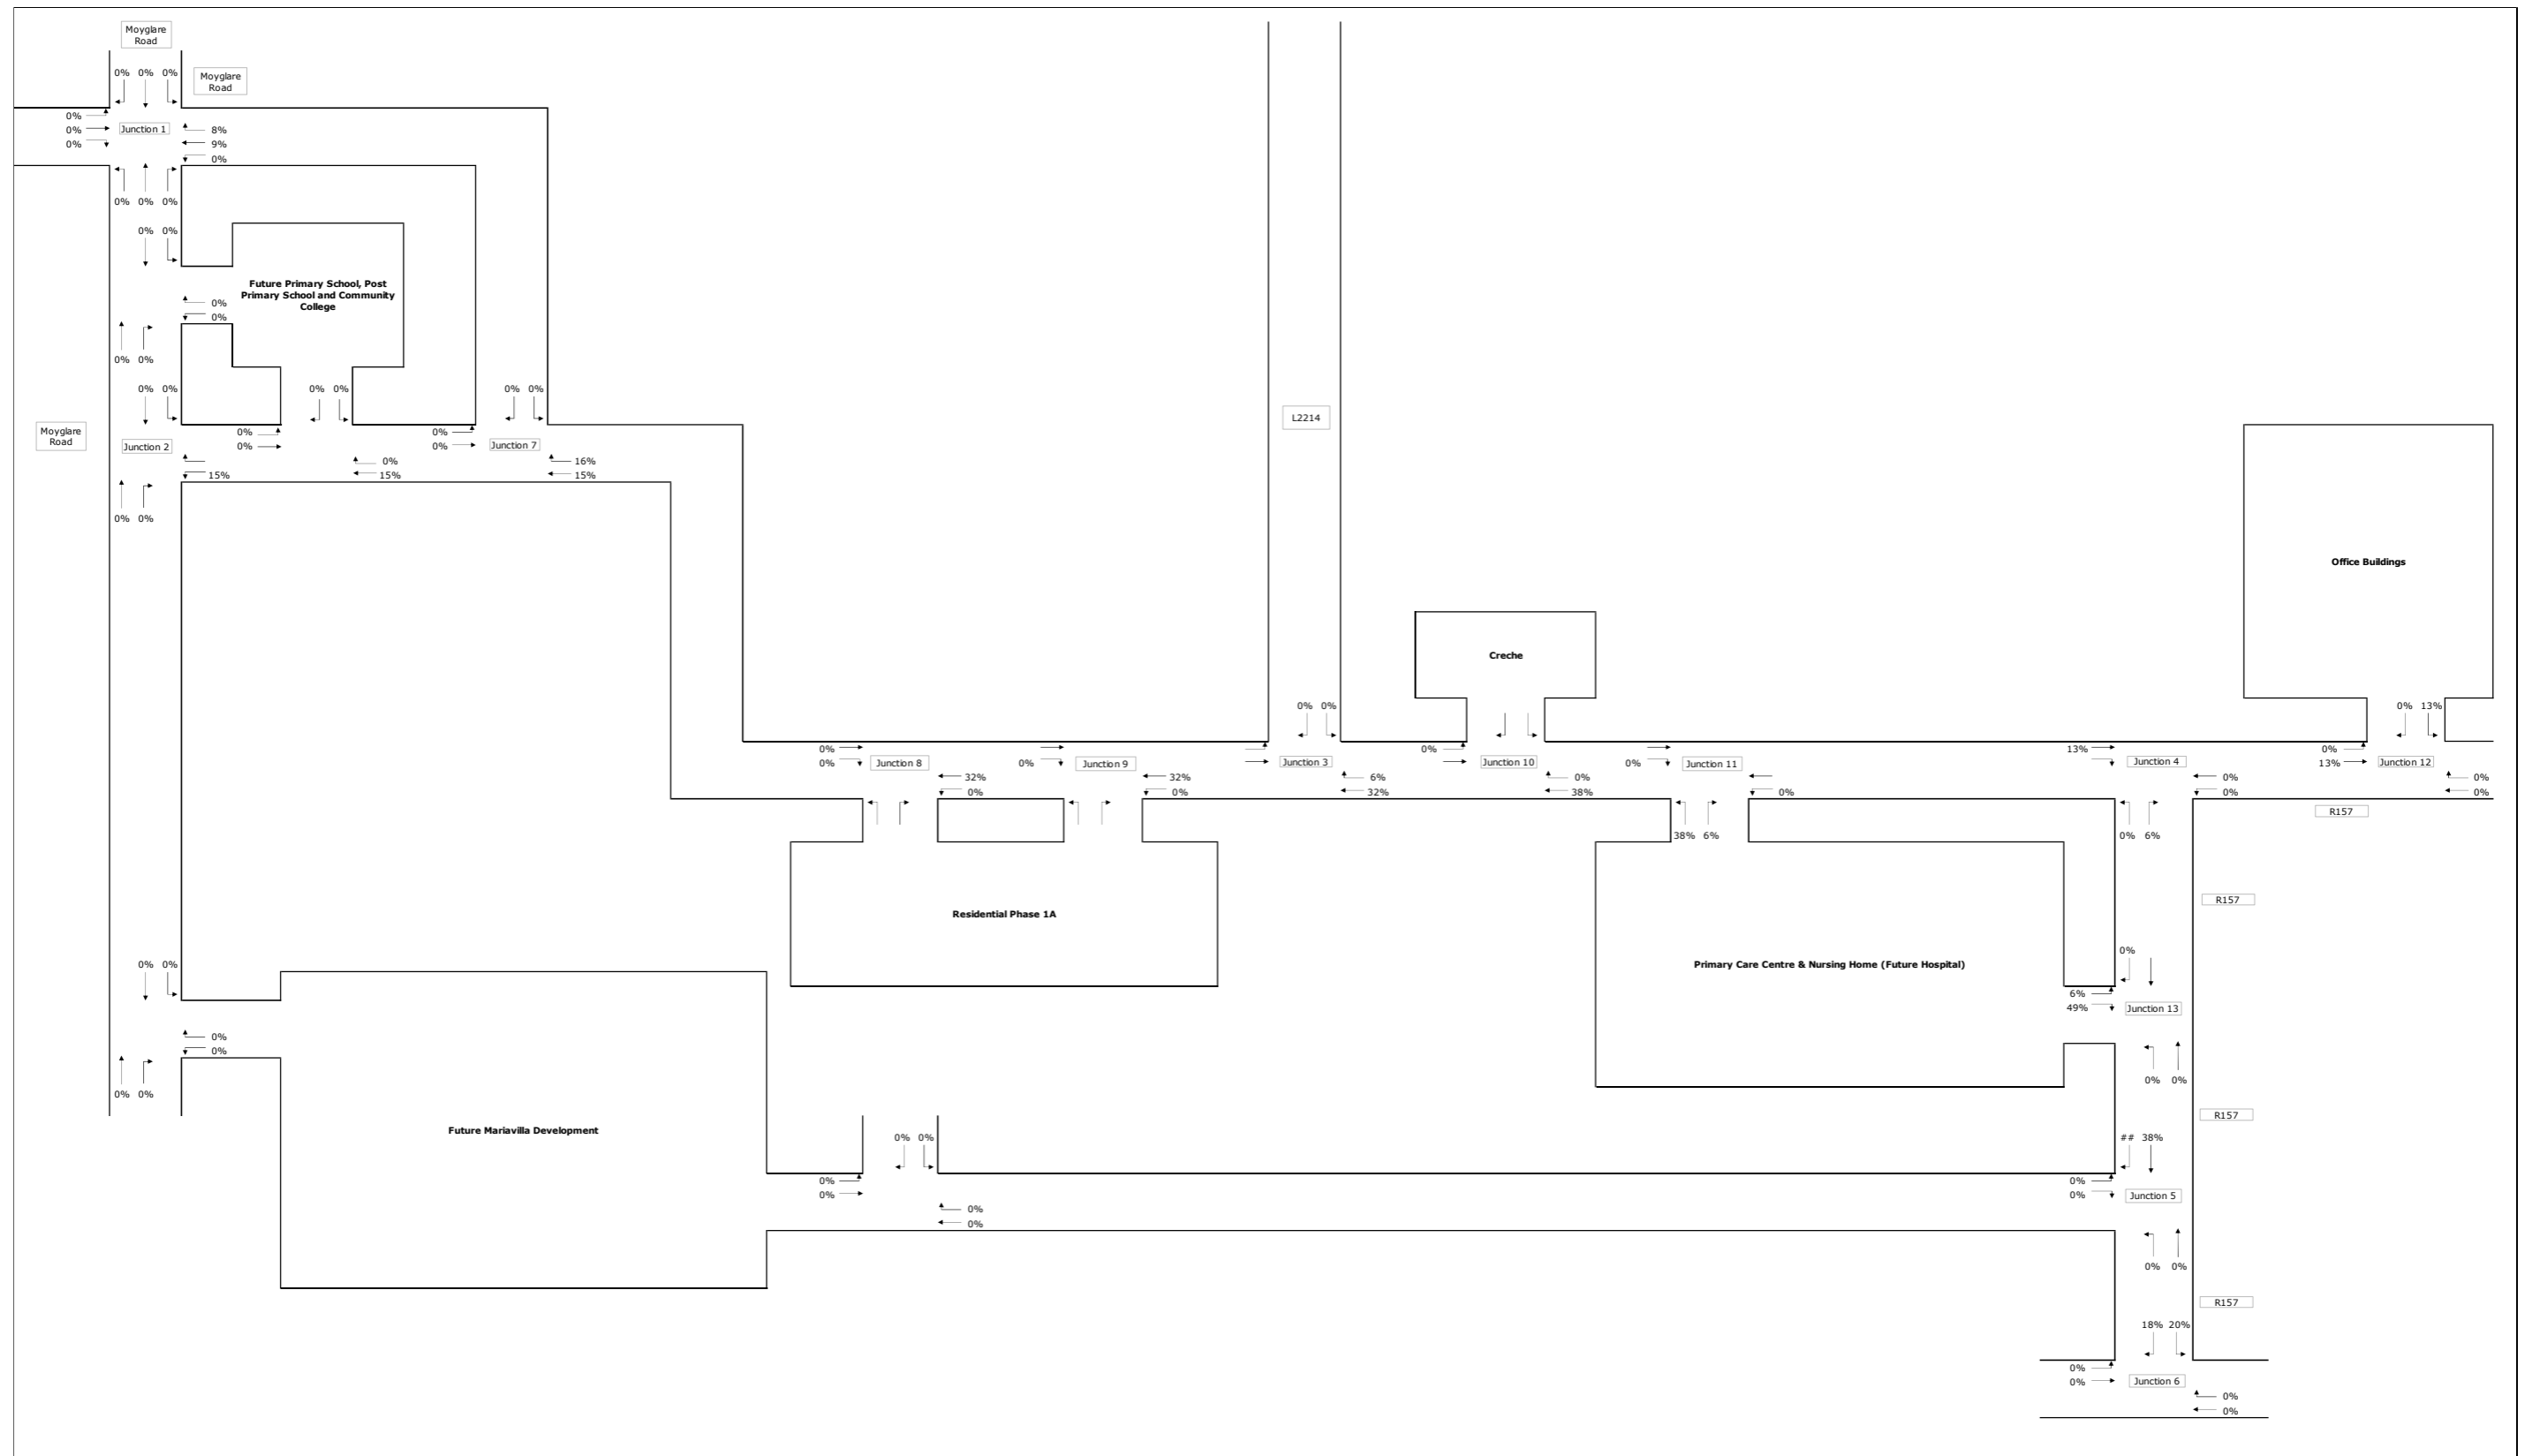 Moyglare
Road
0% 0% 0%
Moyglare
Road
0%
0%
0%
Junction 1
8%
9%
0%
0% 0% 0%
0% 0%
Future Primary School, Post
Primary School and Community
College
0%
0%
0% 0%
0% 0%
0% 0%
0% 0%
Moyglare
Road
L2214
Junction 2
0%
0%
0%
0%
Junction 7
15%
0%
15%
16%
15%
0% 0%
Office Buildings
Creche
0% 0%
0% 13%
0%
0%
Junction 8
0%
Junction 9
Junction 3
0%
Junction 10
0%
Junction 11
13%
Junction 4
0%
13%
Junction 12
32%
0%
32%
0%
6%
32%
0%
38%
0%
0%
0%
0%
0%
R157
38% 6%
0% 6%
R157
Residential Phase 1A
Primary Care Centre & Nursing Home (Future Hospital)
0%
0% 0%
6%
49%
Junction 13
0%
0%
0% 0%
0% 0%
R157
Future Mariavilla Development
0% 0%
## 38%
0%
0%
0%
0%
Junction 5
0%
0%
0% 0%
R157
18% 20%
0%
0%
Junction 6
0%
0%